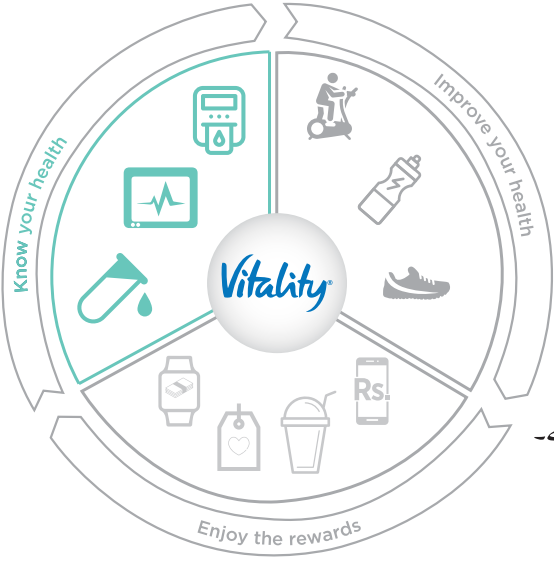 Know your health
Improve your health
Vitality®
Rs.
Enjoy the rewards